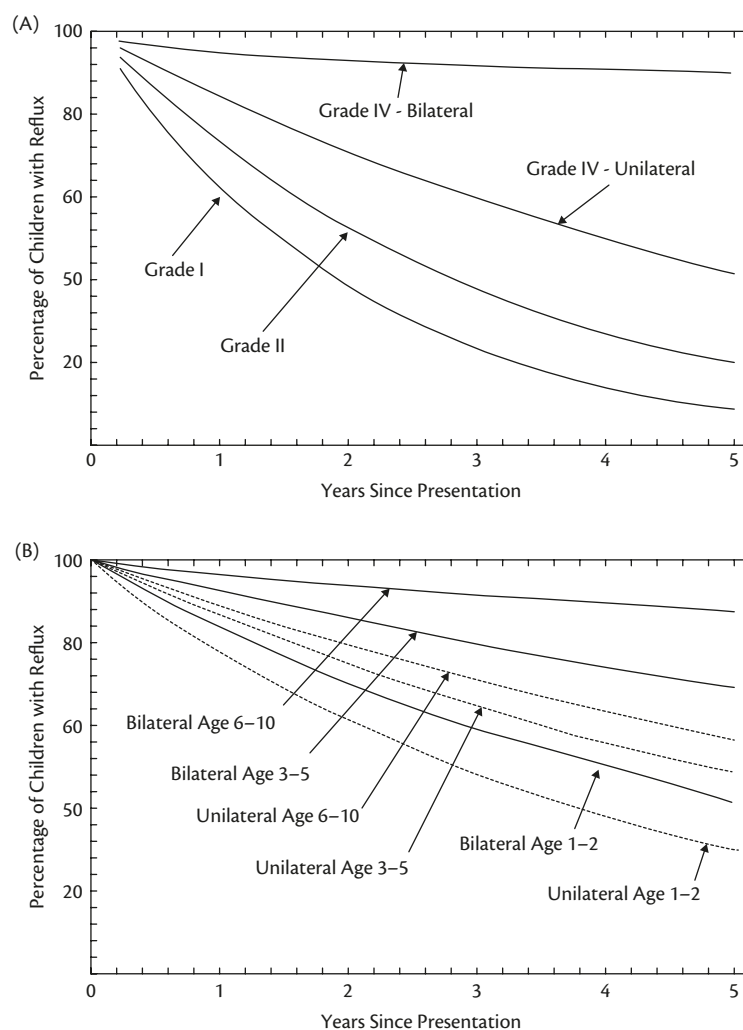 (A)
100
80
60
50
20
Percentage of Children with Reflux
Grade IV - Bilateral
Grade IV - Unilateral
Grade I
Grade II
0 1 2 3 4 5
Years Since Presentation
(B)
100
80
60
50
20
Percentage of Children with Reflux
Bilateral Age 6–10
Bilateral Age 3–5
Unilateral Age 6–10
Unilateral Age 3–5
Bilateral Age 1–2
Unilateral Age 1–2
0 1 2 3 4 5
Years Since Presentation